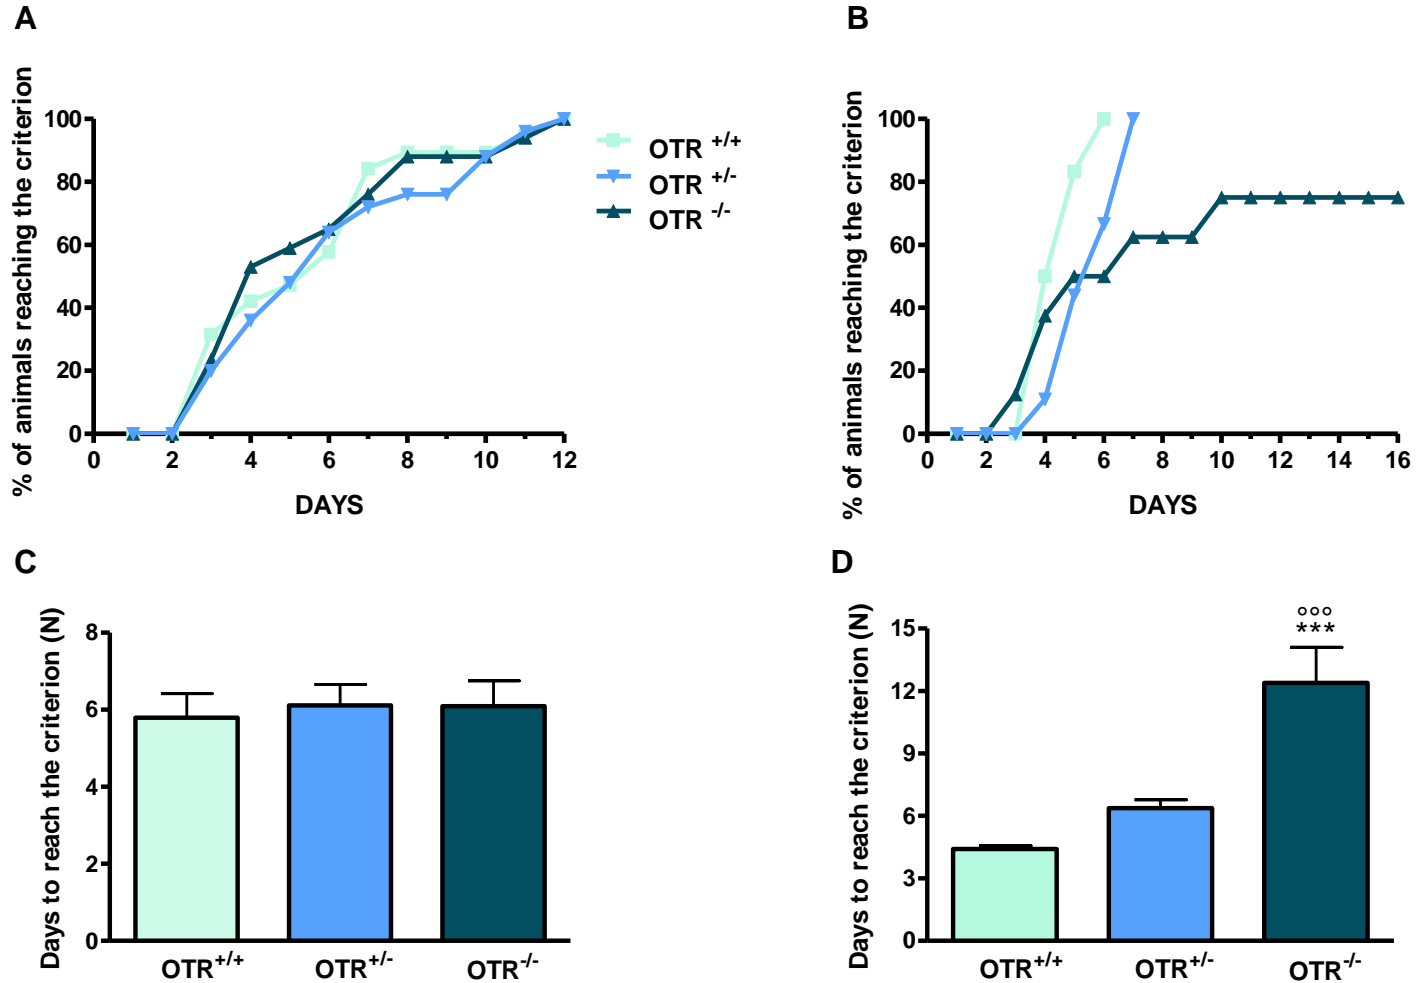 A
% of animals reaching the criterion
100
80
60
40
20
0
0 2 4 6 8 10 12
DAYS
OTR +/+
OTR +/-
OTR -/-
B
% of animals reaching the criterion
100
80
60
40
20
0
0 2 4 6 8 10 12 14 16
DAYS
C
Days to reach the criterion (N)
8
6
4
2
0
OTR+/+ OTR+/- OTR-/-
D
Days to reach the criterion (N)
15
12
9
6
3
0
°°°
***
OTR+/+ OTR+/- OTR-/-